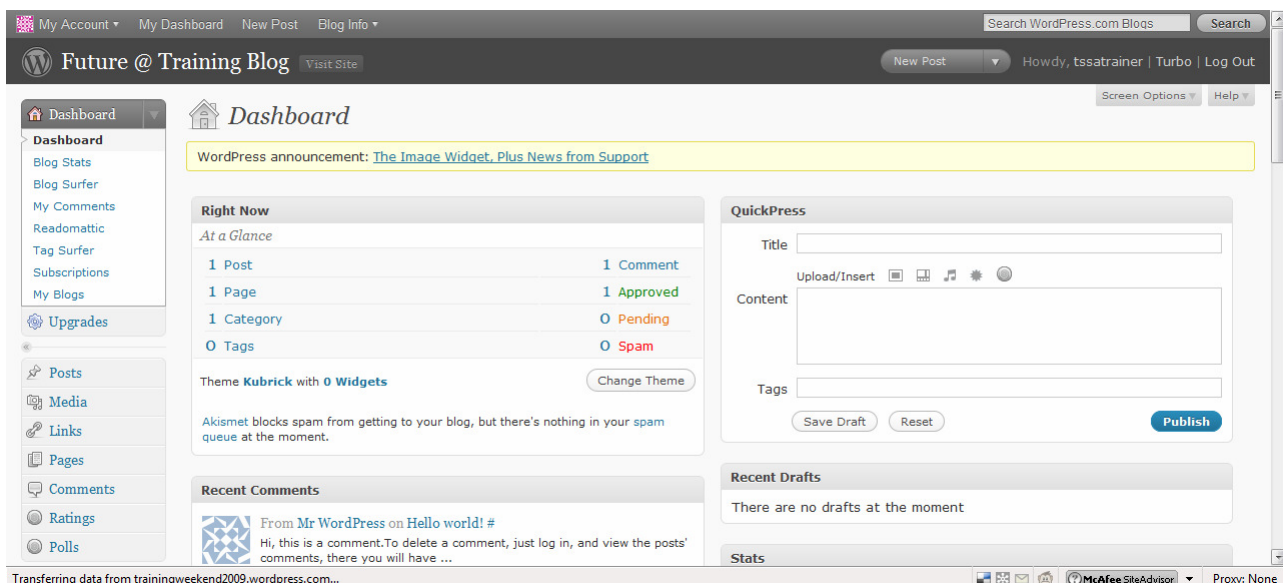 My Account My Dashboard New Post Blog Info Search WordPress.com Blogs Search
Future @ Training Blog Visit Site New Post Howdy, tssatrainer | Turbo | Log Out
Screen Options Help
Dashboard
Dashboard
Blog Stats
Blog Surfer
My Comments
Readomattic
Tag Surfer
Subscriptions
My Blogs
Upgrades
Posts
Media
Links
Pages
Comments
Ratings
Polls
Dashboard
WordPress announcement: The Image Widget, Plus News from Support
Right Now
At a Glance
1 Post 1 Comment
1 Page 1 Approved
1 Category 0 Pending
0 Tags 0 Spam
Theme Kubrick with 0 Widgets Change Theme
Akismet blocks spam from getting to your blog, but there's nothing in your spam
queue at the moment.
Recent Comments
From Mr WordPress on Hello world! #
Hi, this is a comment.To delete a comment, just log in, and view the posts'
comments, there you will have ...
QuickPress
Title
Upload/Insert
Content
Tags
Save Draft Reset Publish
Recent Drafts
There are no drafts at the moment
Stats
Transferring data from trainingweekend2009.wordpress.com... McAfee SiteAdvisor Proxy: None